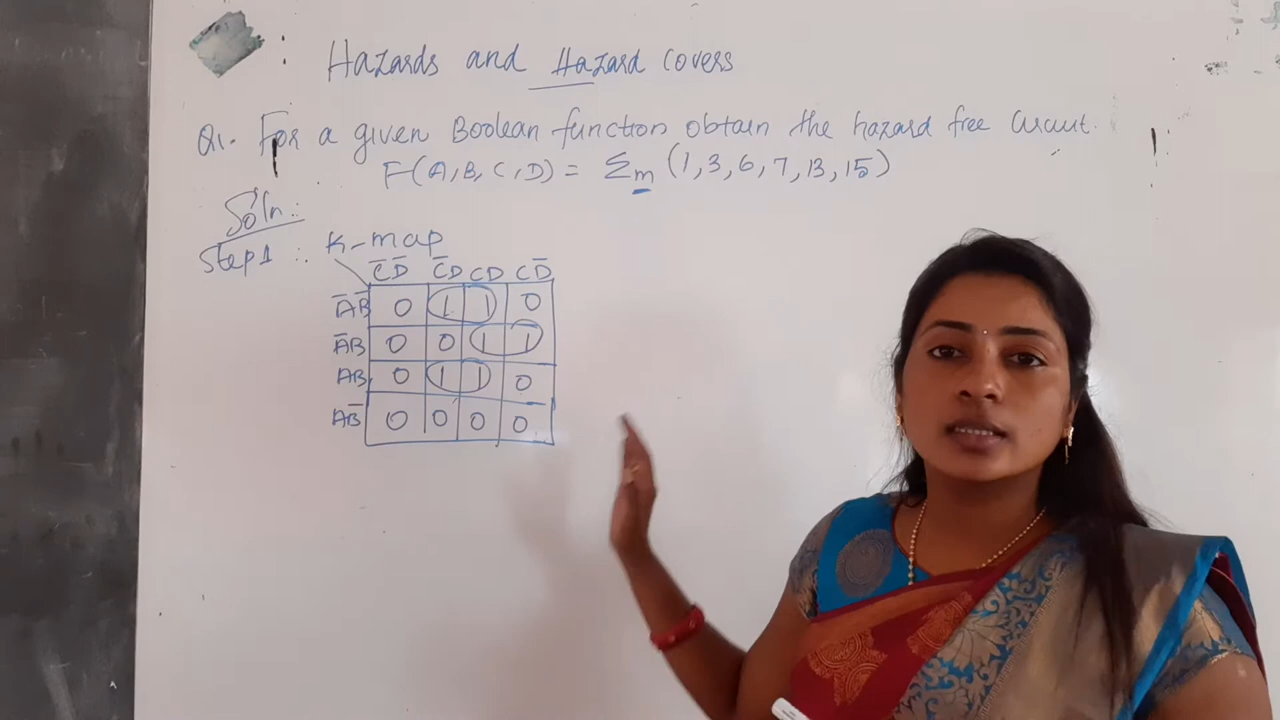 Hazards and Hazard covers
Q1. For a given Boolean function obtain the hazard free circuit.
F(A,B,C,D) = Σm (1,3,6,7,13,15)
Soln:
Step1 :. K-map
C̅D̅ C̅D CD CD̅
A̅B̅ 0 1 1 0
A̅B 0 0 1 1
AB 0 1 1 0
AB̅ 0 0 0 0